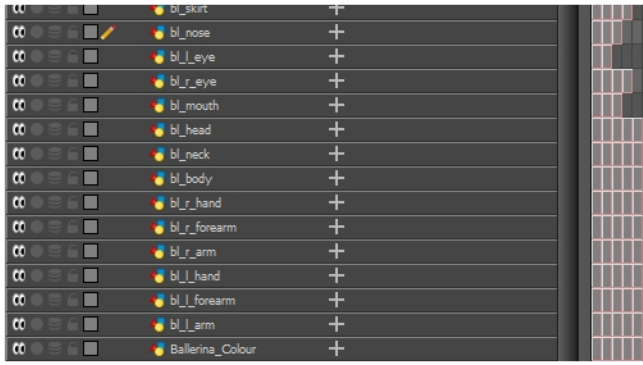 bl_skirt
bl_nose
bl_l_eye
bl_r_eye
bl_mouth
bl_head
bl_neck
bl_body
bl_r_hand
bl_r_forearm
bl_r_arm
bl_l_hand
bl_l_forearm
bl_l_arm
Ballerina_Colour